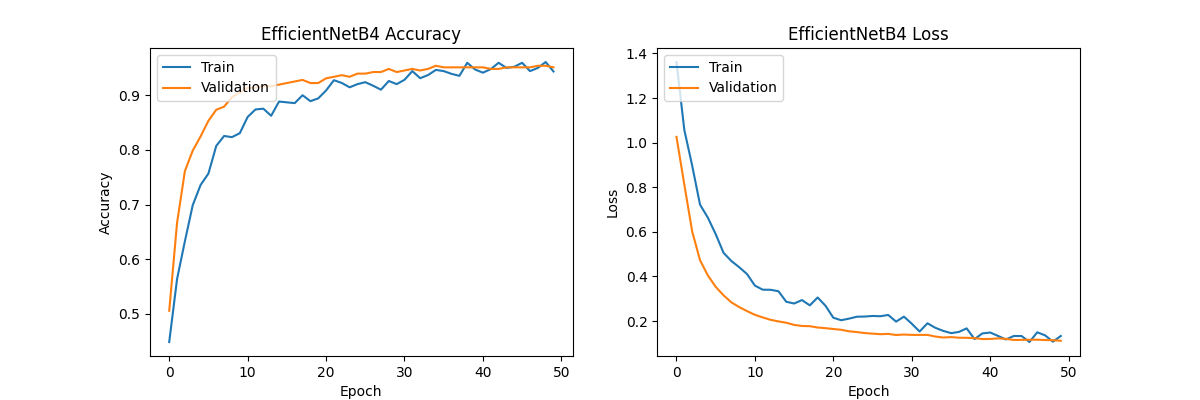 EfficientNetB4 Accuracy
Train
Validation
0.9
0.8
0.7
0.6
0.5
Accuracy
0
10
20
30
40
50
Epoch
EfficientNetB4 Loss
Train
Validation
1.4
1.2
1.0
0.8
0.6
0.4
0.2
Loss
0
10
20
30
40
50
Epoch